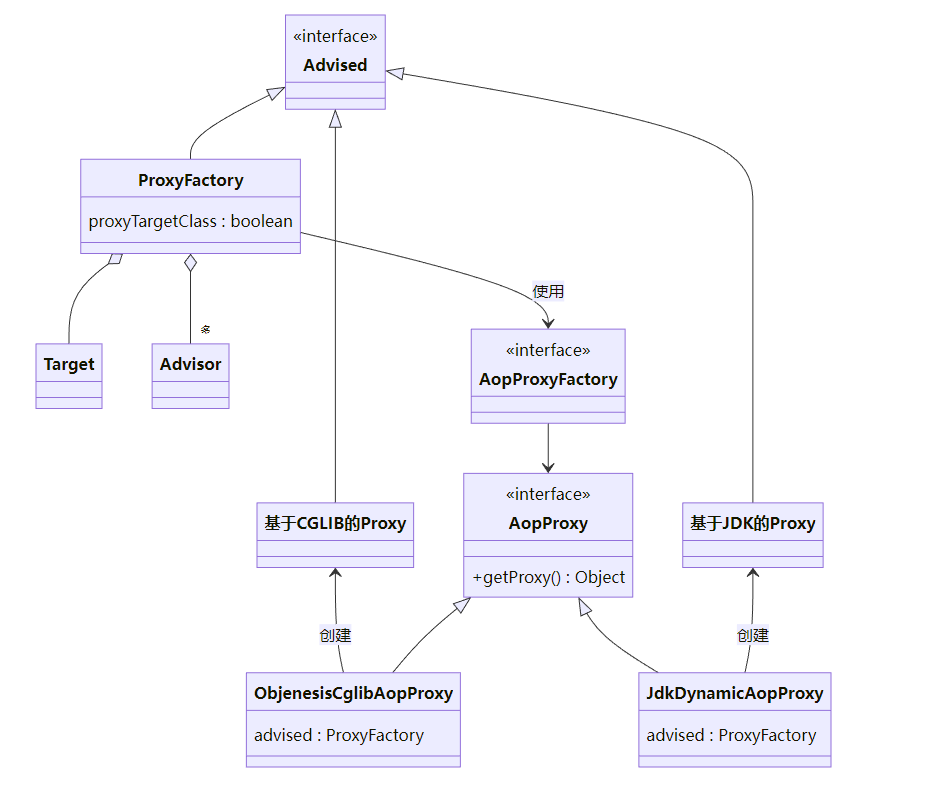 «interface»
Advised
ProxyFactory
proxyTargetClass : boolean
使用
多
Target
Advisor
«interface»
AopProxyFactory
«interface»
AopProxy
+getProxy() : Object
基于CGLIB的Proxy
基于JDK的Proxy
创建
创建
ObjenesisCglibAopProxy
advised : ProxyFactory
JdkDynamicAopProxy
advised : ProxyFactory